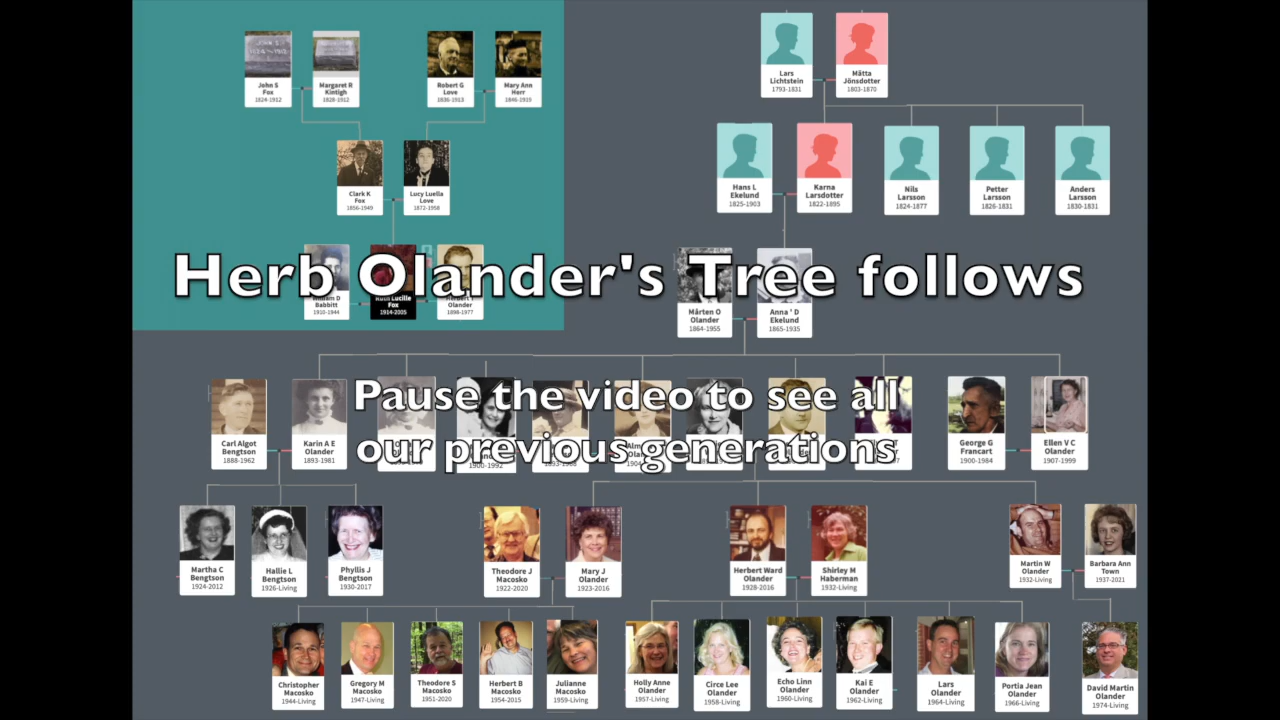 John S
Fox
1824-1912
Margaret R
Kintigh
1828-1912
Robert G
Love
1836-1913
Mary Ann
Herr
Lars
Lichtstein
1793-1831
Mätta
Jönsdotter
1803-1870
Clark K
Fox
1856-1949
Lucy Luella
Love
1872-1958
Hans L
Ekelund
1825-1903
Karna
Larsdotter
1822-1895
Nils
Larsson
1824-1877
Petter
Larsson
1826-1831
Anders
Larsson
1830-1831
Herb Olander's Tree follows
Babbitt
1910-1944
Ruth Lucille
Fox
1914-2005
Olander
1898-1977
Mårten O
Olander
1864-1955
Anna ' D
Ekelund
1865-1935
Pause the video to see all
our previous generations
Carl Algot
Bengtson
1888-1962
Karin A E
Olander
1893-1981
1900-1992
George G
Francart
1900-1984
Ellen V C
Olander
1907-1999
Martha C
Bengtson
1924-2012
Hallie L
Bengtson
1926-Living
Phyllis J
Bengtson
1930-2017
Theodore J
Macosko
1922-2020
Mary J
Olander
1923-2016
Herbert Ward
Olander
1928-2016
Shirley M
Haberman
1932-Living
Martin W
Olander
1932-Living
Barbara Ann
Town
1937-2021
Christopher
Macosko
1944-Living
Gregory M
Macosko
1947-Living
Theodore S
Macosko
1951-2020
Herbert B
Macosko
1954-2015
Julianne
Macosko
1959-Living
Holly Anne
Olander
1957-Living
Circe Lee
Olander
1958-Living
Echo Linn
Olander
1960-Living
Kai E
Olander
1962-Living
Lars
Olander
1964-Living
Portia Jean
Olander
1966-Living
David Martin
Olander
1974-Living